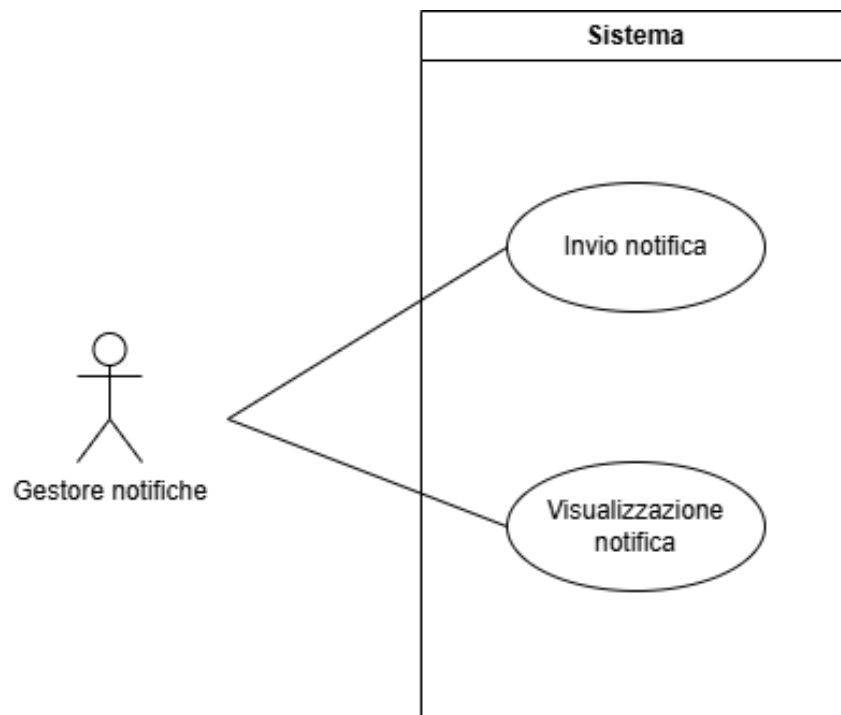 Sistema
Invio notifica
Gestore notifiche
Visualizzazione
notifica